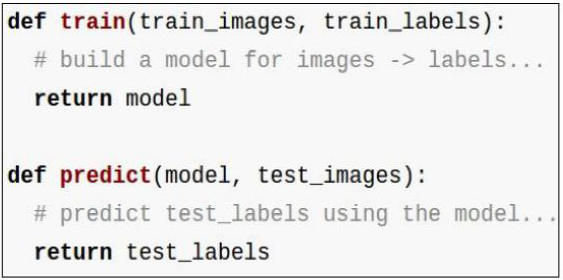 def train(train_images, train_labels):
# build a model for images -> labels...
return model
def predict(model, test_images):
# predict test_labels using the model...
return test_labels